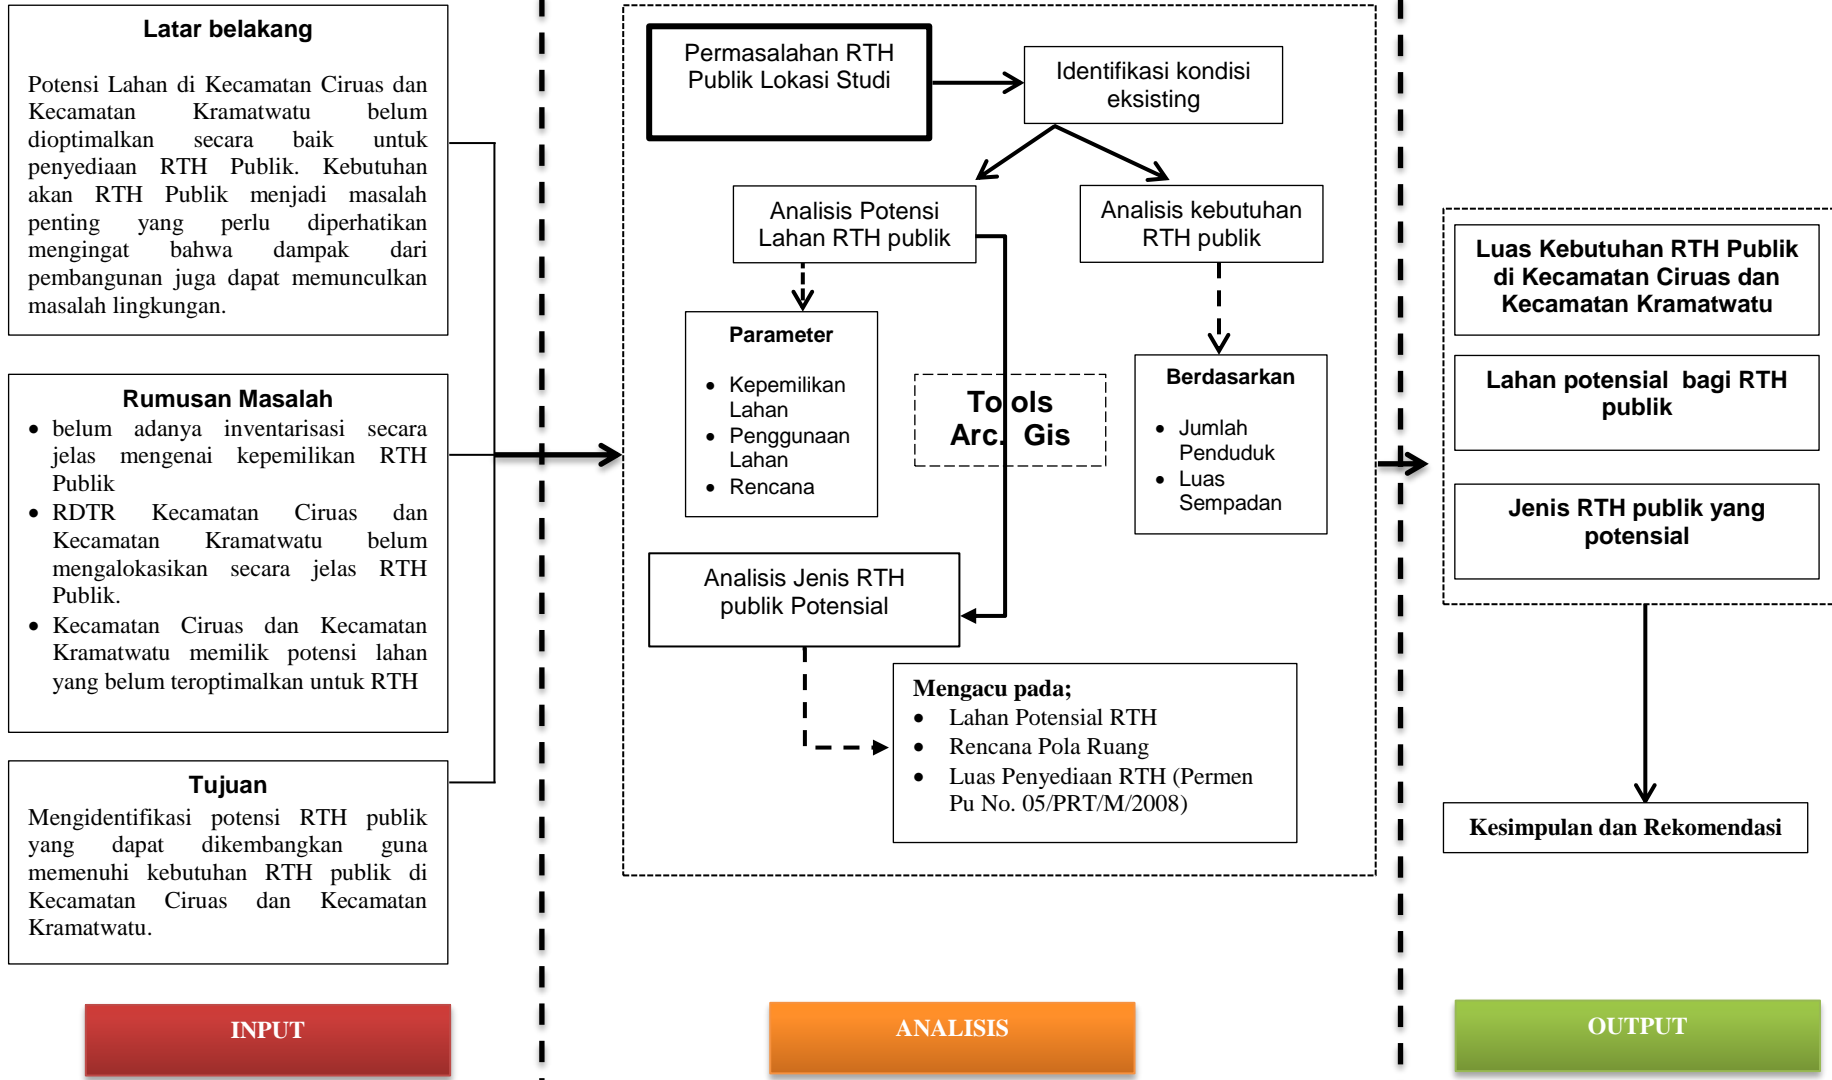 Latar belakang
Potensi Lahan di Kecamatan Ciruas dan
Kecamatan Kramatwatu belum
dioptimalkan secara baik untuk
penyediaan RTH Publik. Kebutuhan
akan RTH Publik menjadi masalah
penting yang perlu diperhatikan
mengingat bahwa dampak dari
pembangunan juga dapat memunculkan
masalah lingkungan.
Rumusan Masalah
• belum adanya inventarisasi secara
jelas mengenai kepemilikan RTH
Publik
• RDTR Kecamatan Ciruas dan
Kecamatan Kramatwatu belum
mengalokasikan secara jelas RTH
Publik.
• Kecamatan Ciruas dan Kecamatan
Kramatwatu memilik potensi lahan
yang belum teroptimalkan untuk RTH
Tujuan
Mengidentifikasi potensi RTH publik
yang dapat dikembangkan guna
memenuhi kebutuhan RTH publik di
Kecamatan Ciruas dan Kecamatan
Kramatwatu.
INPUT
Permasalahan RTH
Publik Lokasi Studi
Identifikasi kondisi
eksisting
Analisis Potensi
Lahan RTH publik
Analisis kebutuhan
RTH publik
Parameter
• Kepemilikan
Lahan
• Penggunaan
Lahan
• Rencana
Tools
Arc. Gis
Berdasarkan
• Jumlah
Penduduk
• Luas
Sempadan
Analisis Jenis RTH
publik Potensial
Mengacu pada;
• Lahan Potensial RTH
• Rencana Pola Ruang
• Luas Penyediaan RTH (Permen
Pu No. 05/PRT/M/2008)
ANALISIS
Luas Kebutuhan RTH Publik
di Kecamatan Ciruas dan
Kecamatan Kramatwatu
Lahan potensial bagi RTH
publik
Jenis RTH publik yang
potensial
Kesimpulan dan Rekomendasi
OUTPUT